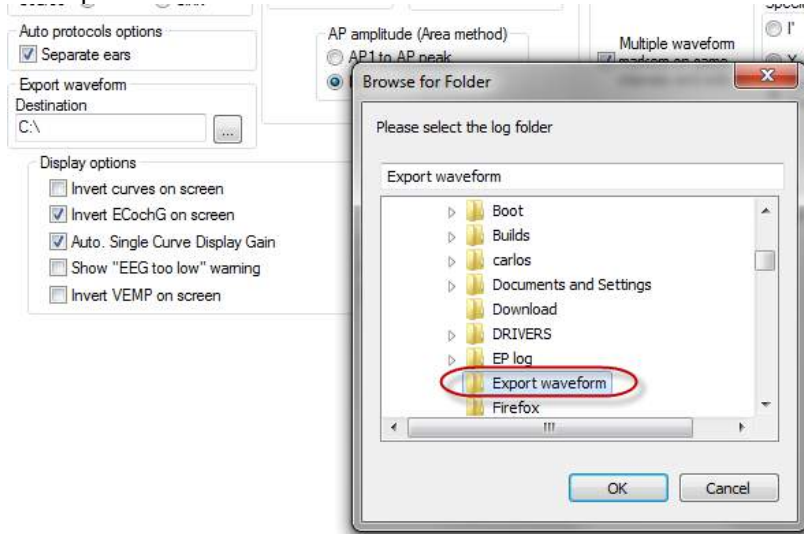 Auto protocols options
Separate ears
Export waveform
Destination
C:\
...
Display options
Invert curves on screen
Invert ECochG on screen
Auto. Single Curve Display Gain
Show "EEG too low" warning
Invert VEMP on screen
AP amplitude (Area method)
AP1 to AP peak
Multiple waveform
Browse for Folder
Please select the log folder
Export waveform
Boot
Builds
carlos
Documents and Settings
Download
DRIVERS
EP log
Export waveform
Firefox
OK
Cancel